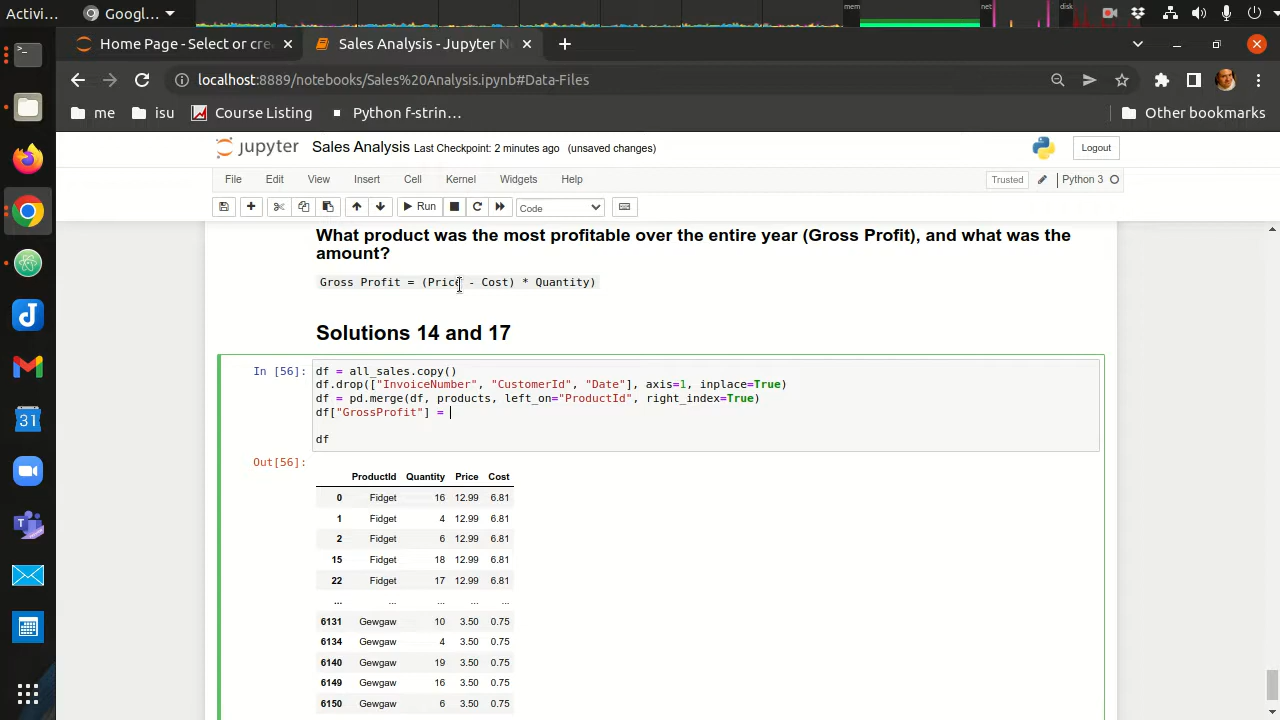 Activi...
Googl...
mem
net
disk
Home Page - Select or cre
Sales Analysis - Jupyter N
localhost:8889/notebooks/Sales%20Analysis.ipynb#Data-Files
me
isu
Course Listing
Python f-strin...
Other bookmarks
jupyter
Sales Analysis Last Checkpoint: 2 minutes ago (unsaved changes)
Logout
File Edit View Insert Cell Kernel Widgets Help
Trusted
Python 3
Run
Code
What product was the most profitable over the entire year (Gross Profit), and what was the
amount?
Gross Profit = (Price - Cost) * Quantity)
Solutions 14 and 17
In [56]:
df = all_sales.copy()
df.drop(["InvoiceNumber", "CustomerId", "Date"], axis=1, inplace=True)
df = pd.merge(df, products, left_on="ProductId", right_index=True)
df["GrossProfit"] =
df
Out[56]:
ProductId Quantity Price Cost
0 Fidget 16 12.99 6.81
1 Fidget 4 12.99 6.81
2 Fidget 6 12.99 6.81
15 Fidget 18 12.99 6.81
22 Fidget 17 12.99 6.81
... ... ... ... ...
6131 Gewgaw 10 3.50 0.75
6134 Gewgaw 4 3.50 0.75
6140 Gewgaw 19 3.50 0.75
6149 Gewgaw 16 3.50 0.75
6150 Gewgaw 6 3.50 0.75
31